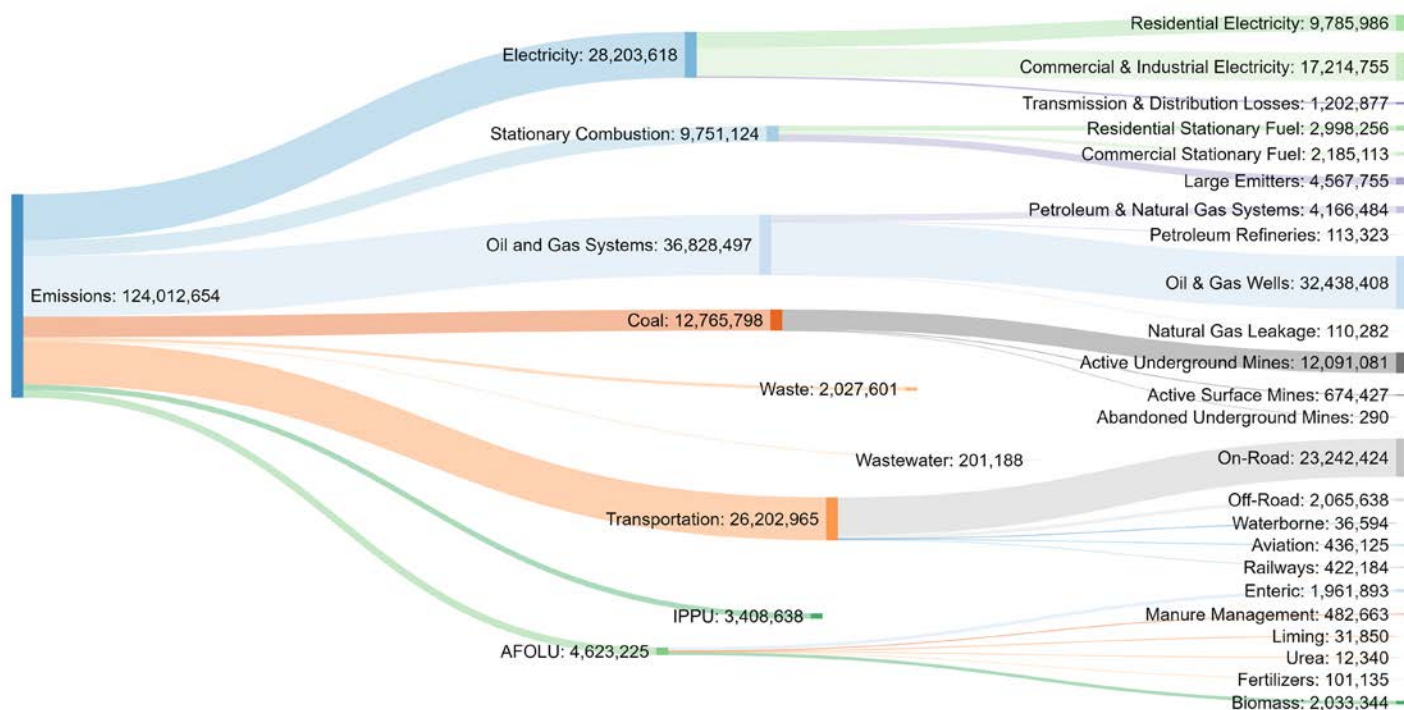 Residential Electricity: 9,785,986
Electricity: 28,203,618
Commercial & Industrial Electricity: 17,214,755
Transmission & Distribution Losses: 1,202,877
Stationary Combustion: 9,751,124
Residential Stationary Fuel: 2,998,256
Commercial Stationary Fuel: 2,185,113
Large Emitters: 4,567,755
Petroleum & Natural Gas Systems: 4,166,484
Petroleum Refineries: 113,323
Oil and Gas Systems: 36,828,497
Oil & Gas Wells: 32,438,408
Emissions: 124,012,654
Coal: 12,765,798
Natural Gas Leakage: 110,282
Active Underground Mines: 12,091,081
Waste: 2,027,601
Active Surface Mines: 674,427
Abandoned Underground Mines: 290
Wastewater: 201,188
On-Road: 23,242,424
Off-Road: 2,065,638
Transportation: 26,202,965
Waterborne: 36,594
Aviation: 436,125
Railways: 422,184
Enteric: 1,961,893
IPPU: 3,408,638
Manure Management: 482,663
Liming: 31,850
AFOLU: 4,623,225
Urea: 12,340
Fertilizers: 101,135
Biomass: 2,033,344